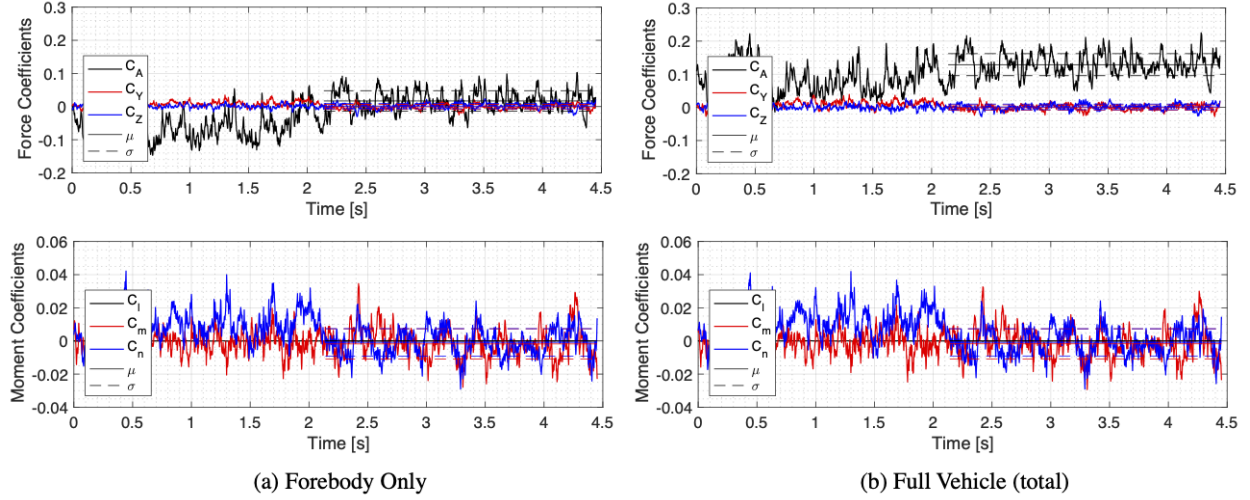 0.3
0.2
0.1
0
-0.1
-0.2
Force Coefficients
C_A
C_Y
C_Z
μ
σ
0 0.5 1 1.5 2 2.5 3 3.5 4 4.5
Time [s]
0.3
0.2
0.1
0
-0.1
-0.2
Force Coefficients
C_A
C_Y
C_Z
μ
σ
0 0.5 1 1.5 2 2.5 3 3.5 4 4.5
Time [s]
0.06
0.04
0.02
0
-0.02
-0.04
Moment Coefficients
C_l
C_m
C_n
μ
σ
0 0.5 1 1.5 2 2.5 3 3.5 4 4.5
Time [s]
0.06
0.04
0.02
0
-0.02
-0.04
Moment Coefficients
C_l
C_m
C_n
μ
σ
0 0.5 1 1.5 2 2.5 3 3.5 4 4.5
Time [s]
(a) Forebody Only
(b) Full Vehicle (total)